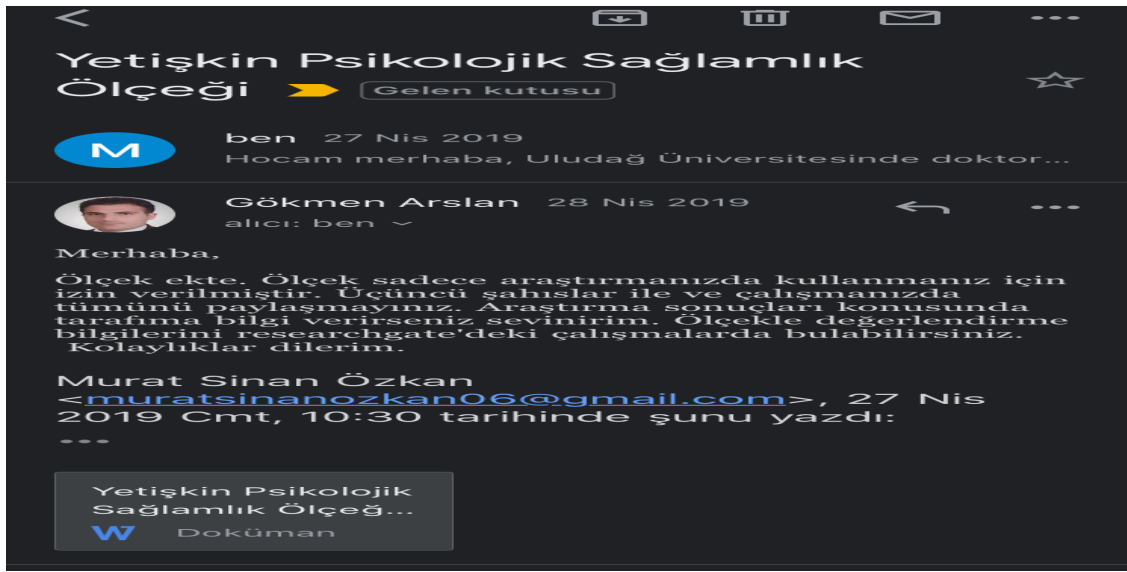 Yetişkin Psikolojik Sağlamlık
Ölçeği Gelen kutusu
M
ben 27 Nis 2019
Hocam merhaba, Uludağ Üniversitesinde doktor...
Gökmen Arslan 28 Nis 2019
alıcı: ben
Merhaba,
Ölçek ekte. Ölçek sadece araştırmanızda kullanmanız için
izin verilmiştir. Üçüncü şahıslar ile ve çalışmanızda
tümünü paylaşmayınız. Araştırma sonuçları konusunda
tarafıma bilgi verirseniz sevinirim. Ölçekle değerlendirme
bilgilerini researchgate'deki çalışmalarda bulabilirsiniz.
Kolaylıklar dilerim.
Murat Sinan Özkan
<muratsinanozkan06@gmail.com>, 27 Nis
2019 Cmt, 10:30 tarihinde şunu yazdı:
Yetişkin Psikolojik
Sağlamlık Ölçeğ...
W Doküman